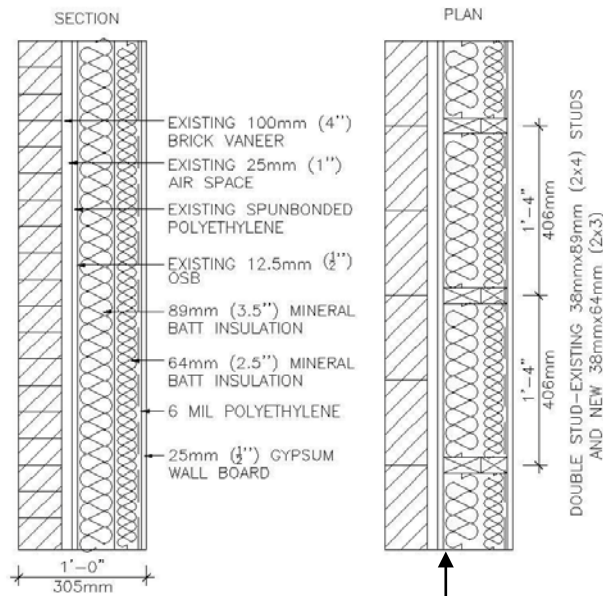 SECTION
EXISTING 100mm (4")
BRICK VANEER
EXISTING 25mm (1")
AIR SPACE
EXISTING SPUNBONDED
POLYETHYLENE
EXISTING 12.5mm (½")
OSB
89mm (3.5") MINERAL
BATT INSULATION
64mm (2.5") MINERAL
BATT INSULATION
6 MIL POLYETHYLENE
25mm (½") GYPSUM
WALL BOARD
1'-0"
305mm
PLAN
1'-4"
406mm
1'-4"
406mm
DOUBLE STUD-EXISTING 38mmx89mm (2x4) STUDS
AND NEW 38mmx64mm (2x3)